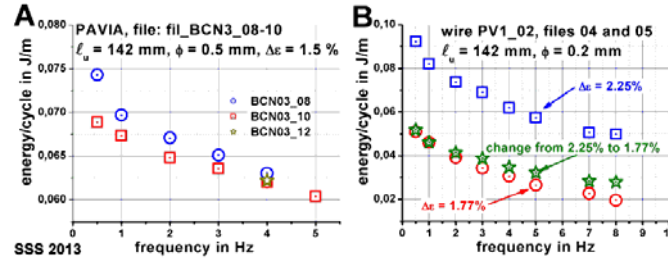 A
PAVIA, file: fil_BCN3_08-10
ℓu = 142 mm, ϕ = 0.5 mm, Δε = 1.5 %
energy/cycle in J/m
0,080
0,075
0,070
0,065
0,060
BCN03_08
BCN03_10
BCN03_12
0 1 2 3 4 5
frequency in Hz
SSS 2013
B
wire PV1_02, files 04 and 05
ℓu = 142 mm, ϕ = 0.2 mm
energy/cycle in J/m
0,10
0,08
0,06
0,04
0,02
Δε = 2.25%
change from 2.25% to 1.77%
Δε = 1.77%
0 1 2 3 4 5 6 7 8 9 10
frequency in Hz